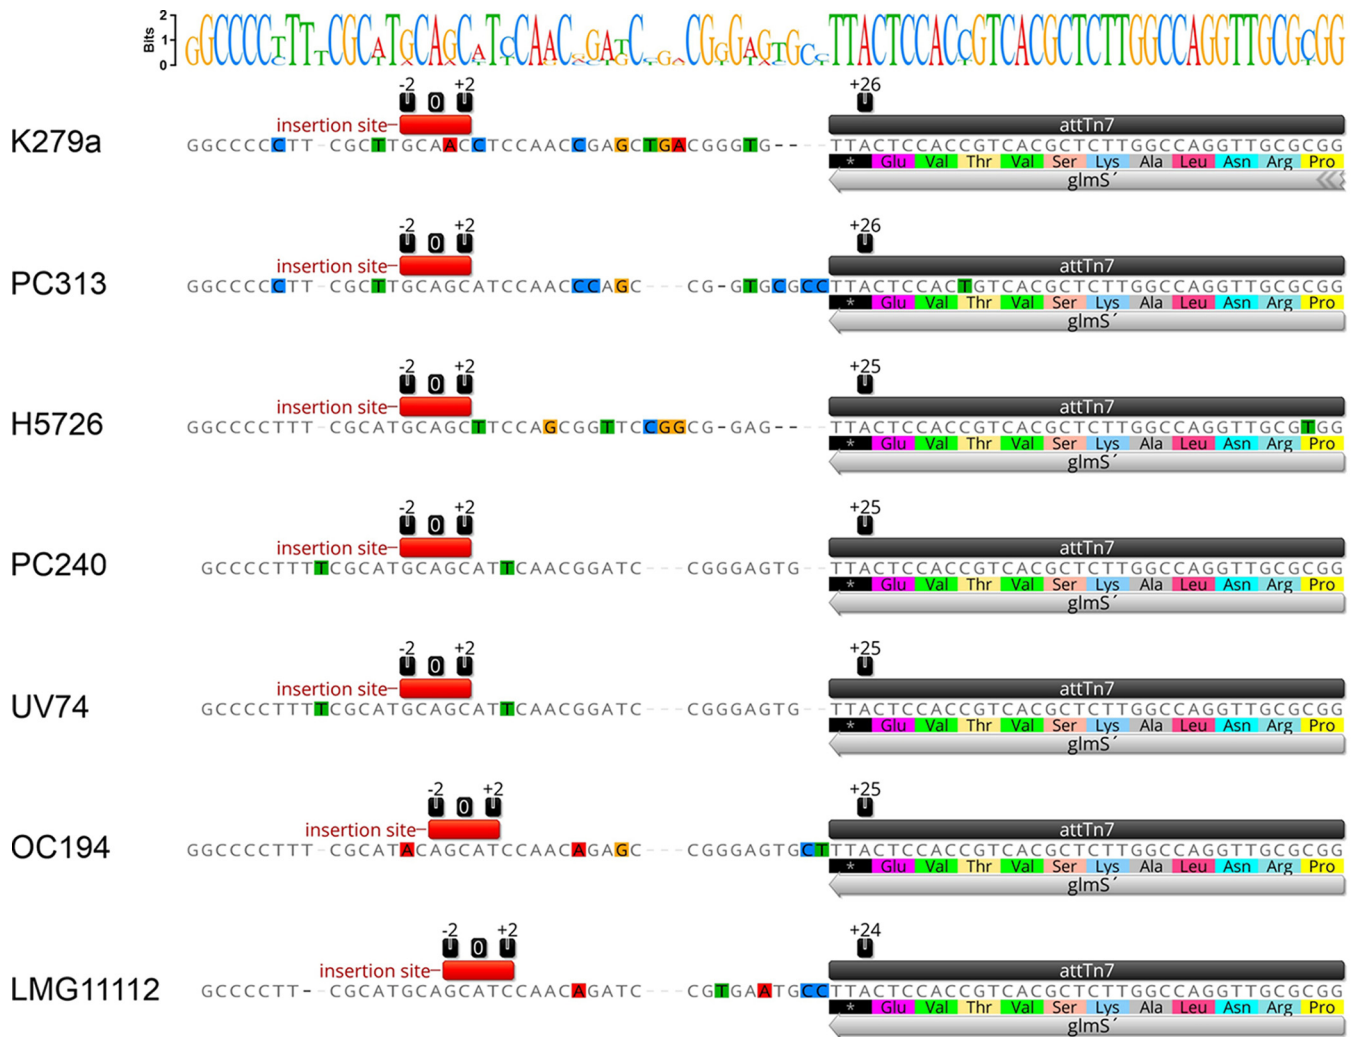 2
1
0
Bits
GGCCCCTTTTCGCATGCAGCATCCAACGGATCTGACGGGAGTGCCTTACTCCACCGTCACGCTCTTGGCCAGGTTGCGCGG
-2 0 +2 +26
insertion site attTn7
K279a GGCCCCCTT-CGCTTGCAACCTCCAACCGAGCTGACGGGTG----TTACTCCACCGTCACGCTCTTGGCCAGGTTGCGCGG
* Glu Val Thr Val Ser Lys Ala Leu Asn Arg Pro
glmS´
-2 0 +2 +26
insertion site attTn7
PC313 GGCCCCCTT-CGCTTGCAGCATCCAACCCAGC---CG-GTGCGCCTTACTCCACTGTCACGCTCTTGGCCAGGTTGCGCGG
* Glu Val Thr Val Ser Lys Ala Leu Asn Arg Pro
glmS´
-2 0 +2 +25
insertion site attTn7
H5726 GGCCCCTTT-CGCATGCAGCTTCCAGCGGTTCCGGCG-GAG----TTACTCCACCGTCACGCTCTTGGCCAGGTTGCGTGG
* Glu Val Thr Val Ser Lys Ala Leu Asn Arg Pro
glmS´
-2 0 +2 +25
insertion site attTn7
PC240 GCCCCTTTTCGCATGCAGCATTCAACGGATC---CGGGAGTG--TTACTCCACCGTCACGCTCTTGGCCAGGTTGCGCGG
* Glu Val Thr Val Ser Lys Ala Leu Asn Arg Pro
glmS´
-2 0 +2 +25
insertion site attTn7
UV74 GCCCCTTTTCGCATGCAGCATTCAACGGATC---CGGGAGTG--TTACTCCACCGTCACGCTCTTGGCCAGGTTGCGCGG
* Glu Val Thr Val Ser Lys Ala Leu Asn Arg Pro
glmS´
-2 0 +2 +25
insertion site attTn7
OC194 GGCCCCTTT-CGCATACAGCATCCAACAGAGC---CGGGAGTGCTTTACTCCACCGTCACGCTCTTGGCCAGGTTGCGCGG
* Glu Val Thr Val Ser Lys Ala Leu Asn Arg Pro
glmS´
-2 0 +2 +24
insertion site attTn7
LMG11112 GCCCCTT--CGCATGCAGCATCCAACAGATC---CGTGAATGCCTTACTCCACCGTCACGCTCTTGGCCAGGTTGCGCGG
* Glu Val Thr Val Ser Lys Ala Leu Asn Arg Pro
glmS´